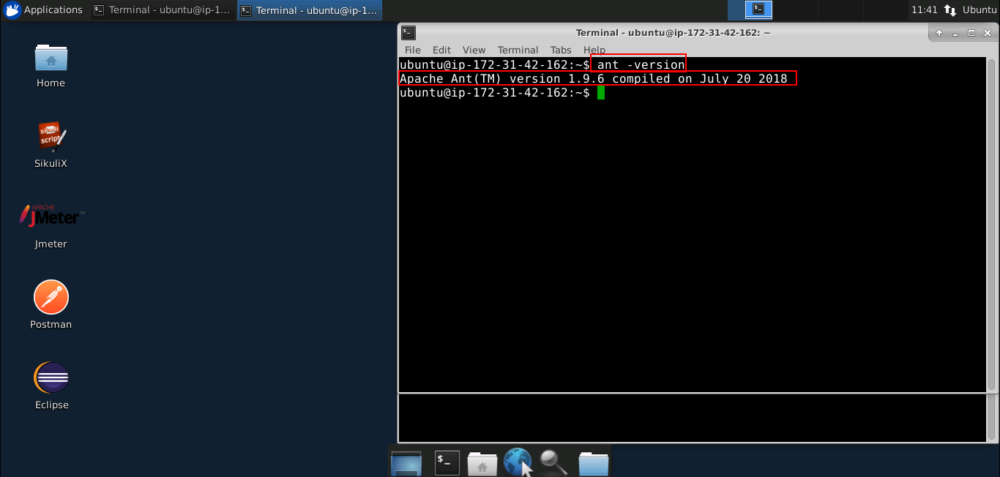 Applications
Terminal - ubuntu@ip-1...
Terminal - ubuntu@ip-1...
11:41
Ubuntu
Terminal - ubuntu@ip-172-31-42-162: ~
File Edit View Terminal Tabs Help
ubuntu@ip-172-31-42-162:~$ ant -version
Apache Ant(TM) version 1.9.6 compiled on July 20 2018
ubuntu@ip-172-31-42-162:~$
Home
sikuli
script
SikuliX
APACHE
JMeter™
Jmeter
Postman
Eclipse
$_